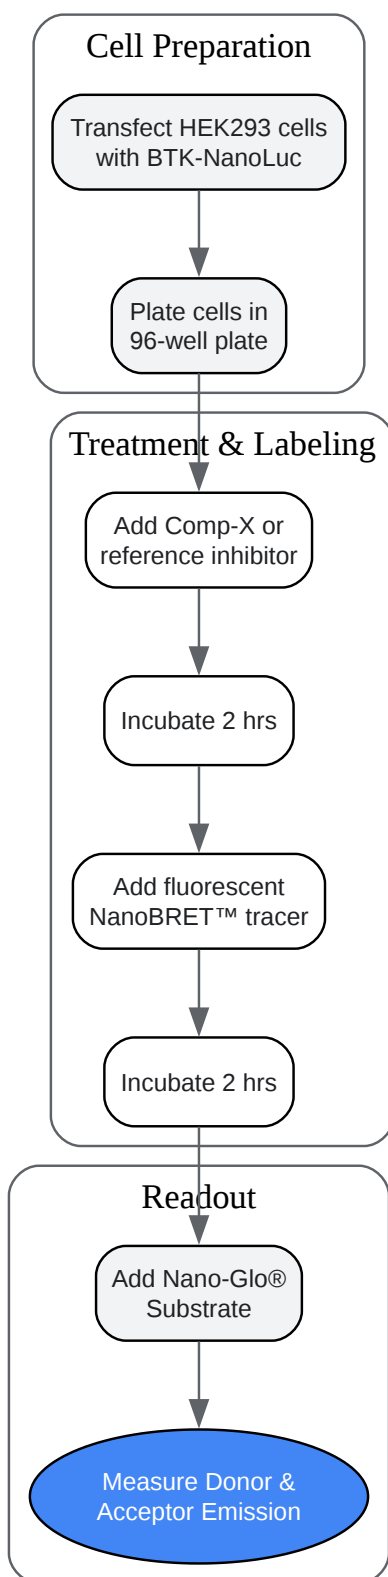 Cell Preparation
Transfect HEK293 cells
with BTK-NanoLuc
Plate cells in
96-well plate
Treatment & Labeling
Add Comp-X or
reference inhibitor
Incubate 2 hrs
Add fluorescent
NanoBRET™ tracer
Incubate 2 hrs
Readout
Add Nano-Glo®
Substrate
Measure Donor &
Acceptor Emission